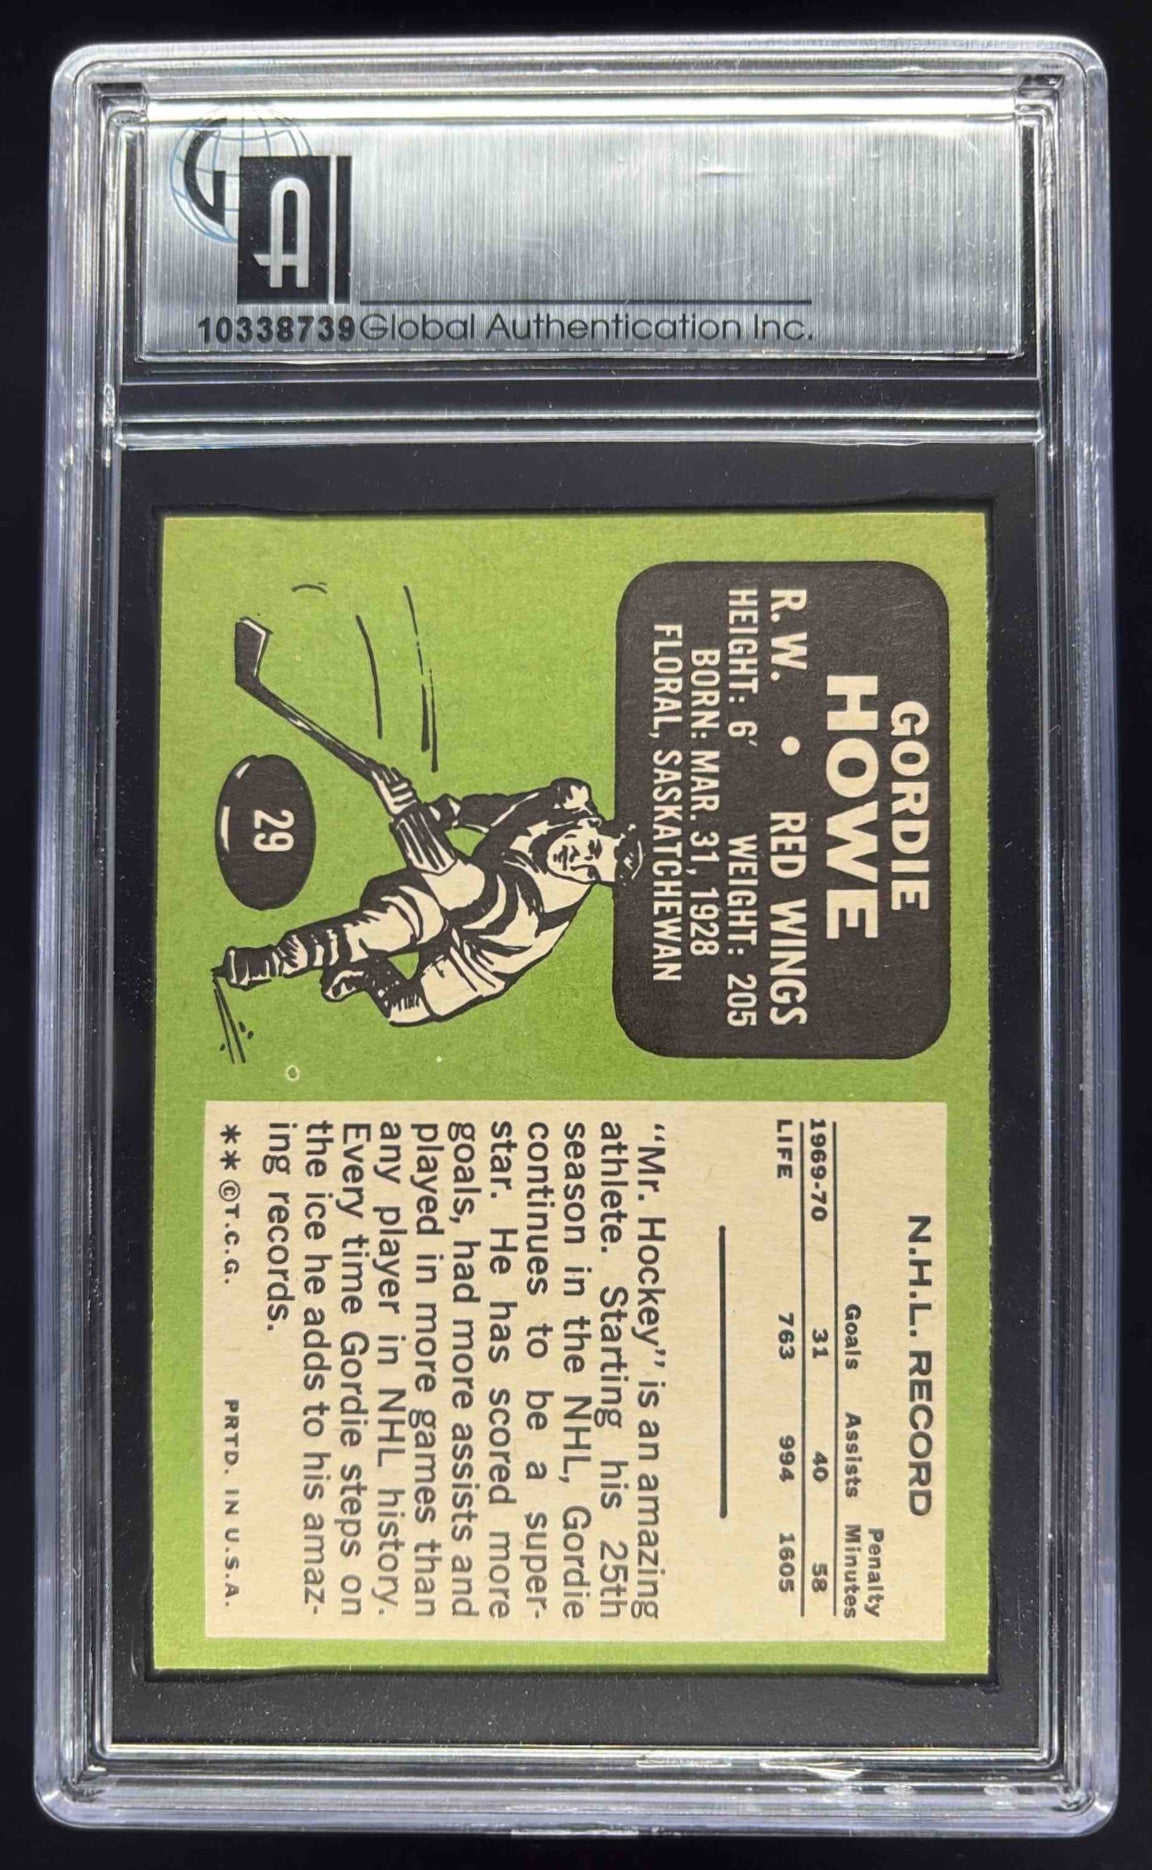 GA
10338739 Global Authentication Inc.
GORDIE
HOWE
R.W. • RED WINGS
HEIGHT: 6' WEIGHT: 205
BORN: MAR. 31, 1928
FLORAL, SASKATCHEWAN
29
N.H.L. RECORD
Penalty
Goals Assists Minutes
1969-70 31 40 58
LIFE 763 994 1605
"Mr. Hockey" is an amazing
athlete. Starting his 25th
season in the NHL, Gordie
continues to be a super-
star. He has scored more
goals, had more assists and
played in more games than
any player in NHL history.
Every time Gordie steps on
the ice he adds to his amaz-
ing records.
** ©T.C.G. PRTD. IN U.S.A.